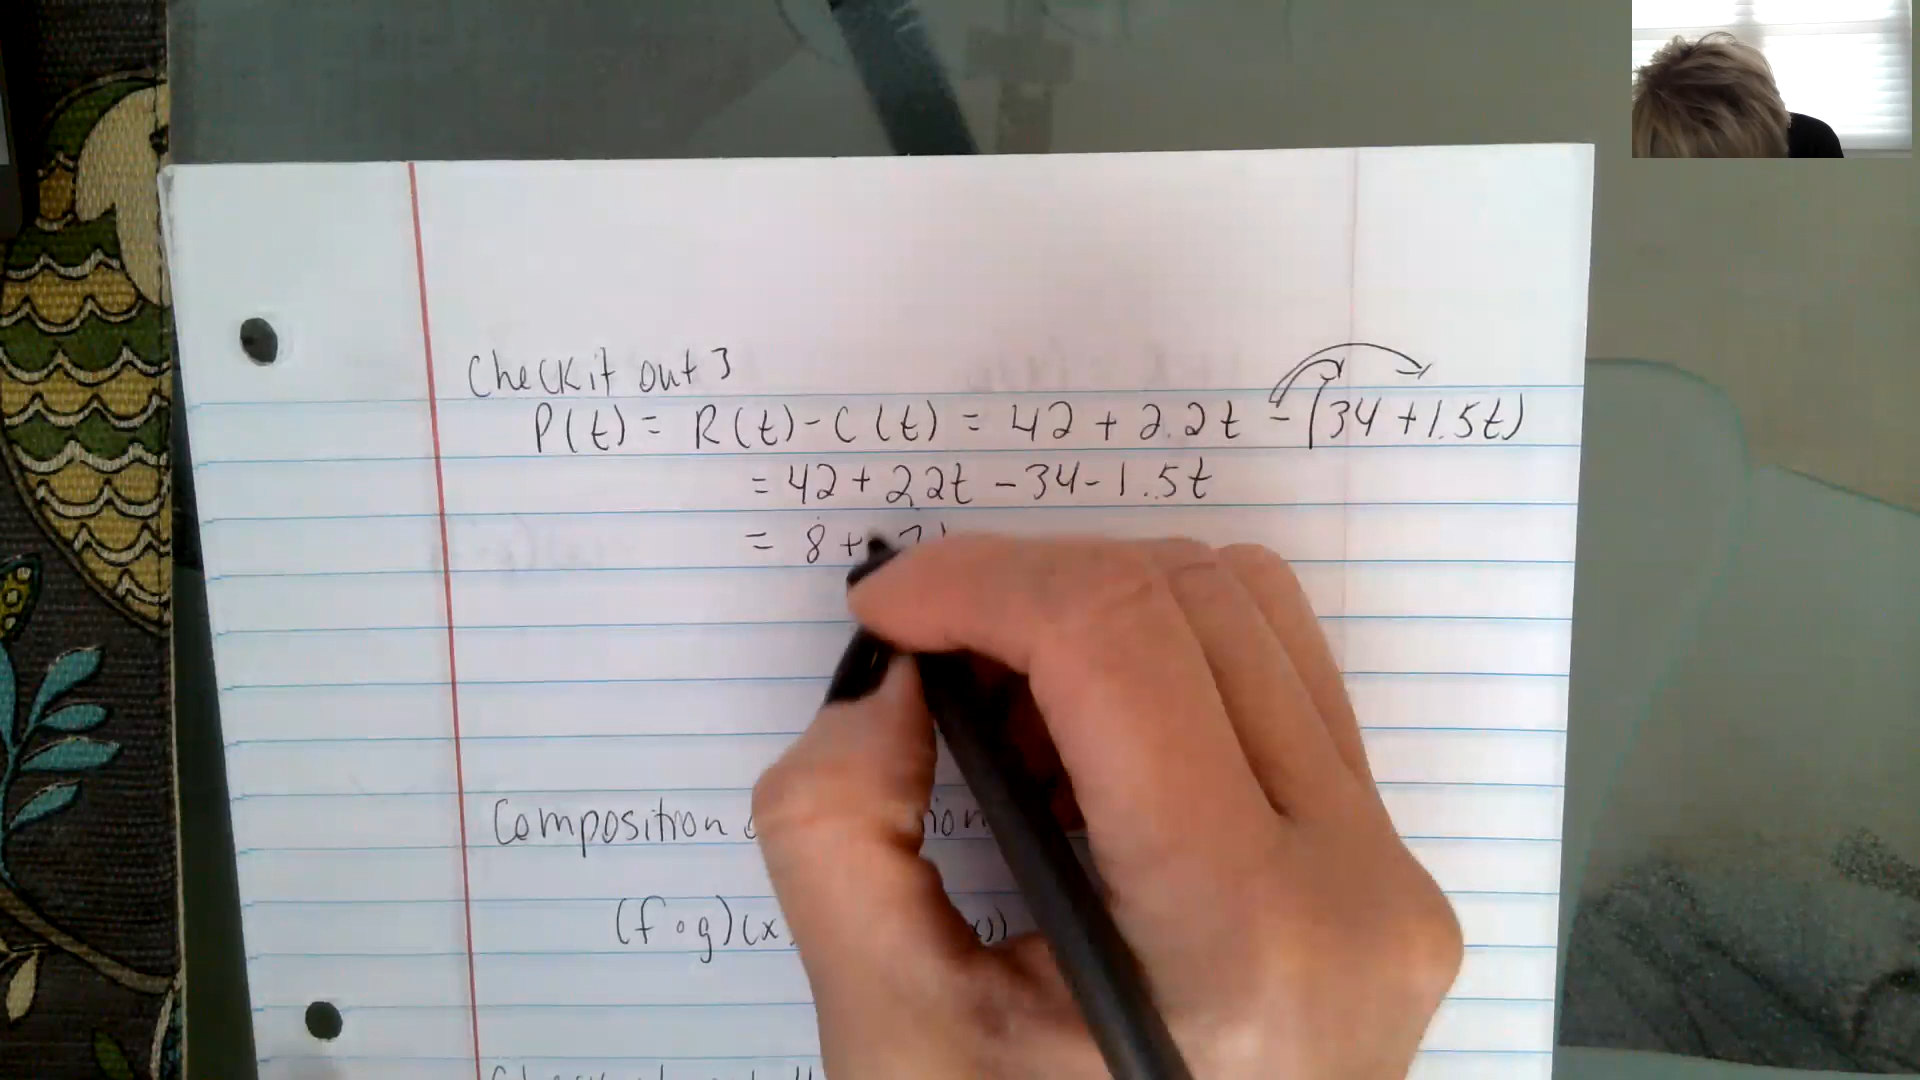 Check it out 3
P(t) = R(t) - C(t) = 42 + 2.2t - (34 + 1.5t)
= 42 + 2.2t - 34 - 1.5t
= 8 +
Composition
(f∘g)(x